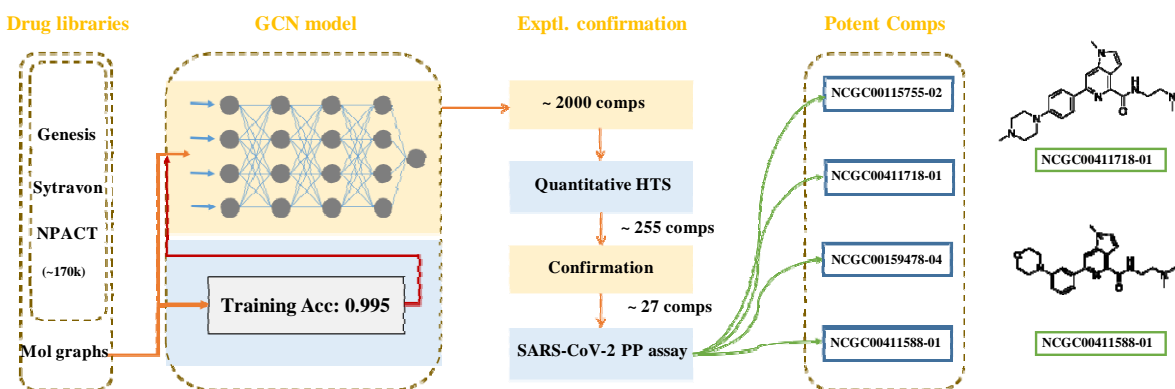 Drug libraries
GCN model
Exptl. confirmation
Potent Comps
Genesis
Sytravon
NPACT
(~170k)
Mol graphs
Training Acc: 0.995
~ 2000 comps
Quantitative HTS
~ 255 comps
Confirmation
~ 27 comps
SARS-CoV-2 PP assay
NCGC00115755-02
NCGC00411718-01
NCGC00159478-04
NCGC00411588-01
N
N
H
N
N
N
N
N
O
NCGC00411718-01
N
O
N
H
N
N
N
O
NCGC00411588-01